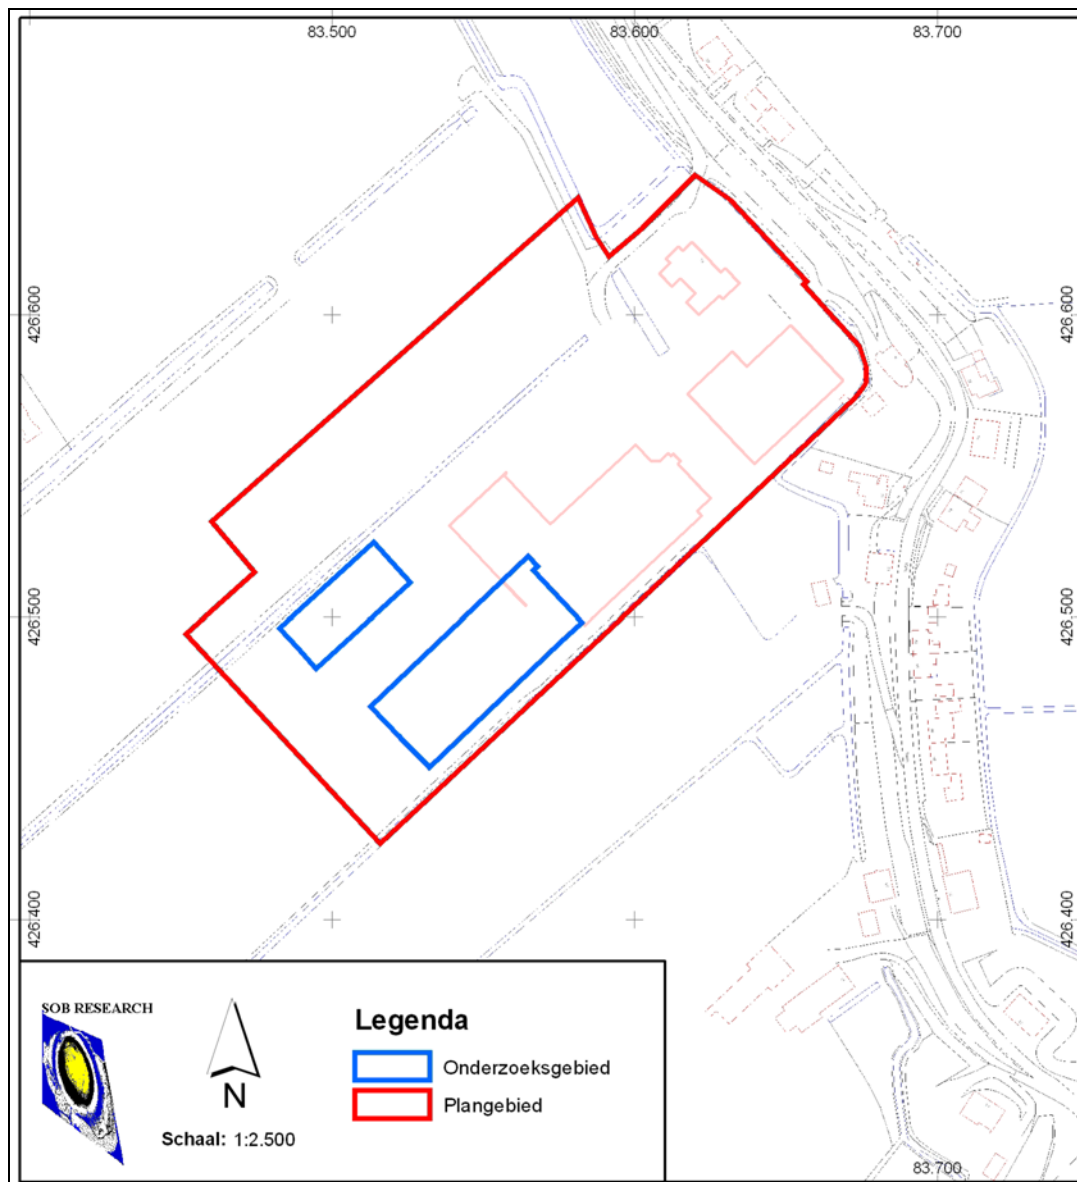 83.500
83.600
83.700
426.600
426.600
426.500
426.500
426.400
426.400
SOB RESEARCH
N
Schaal: 1:2.500
Legenda
Onderzoeksgebied
Plangebied
83.700